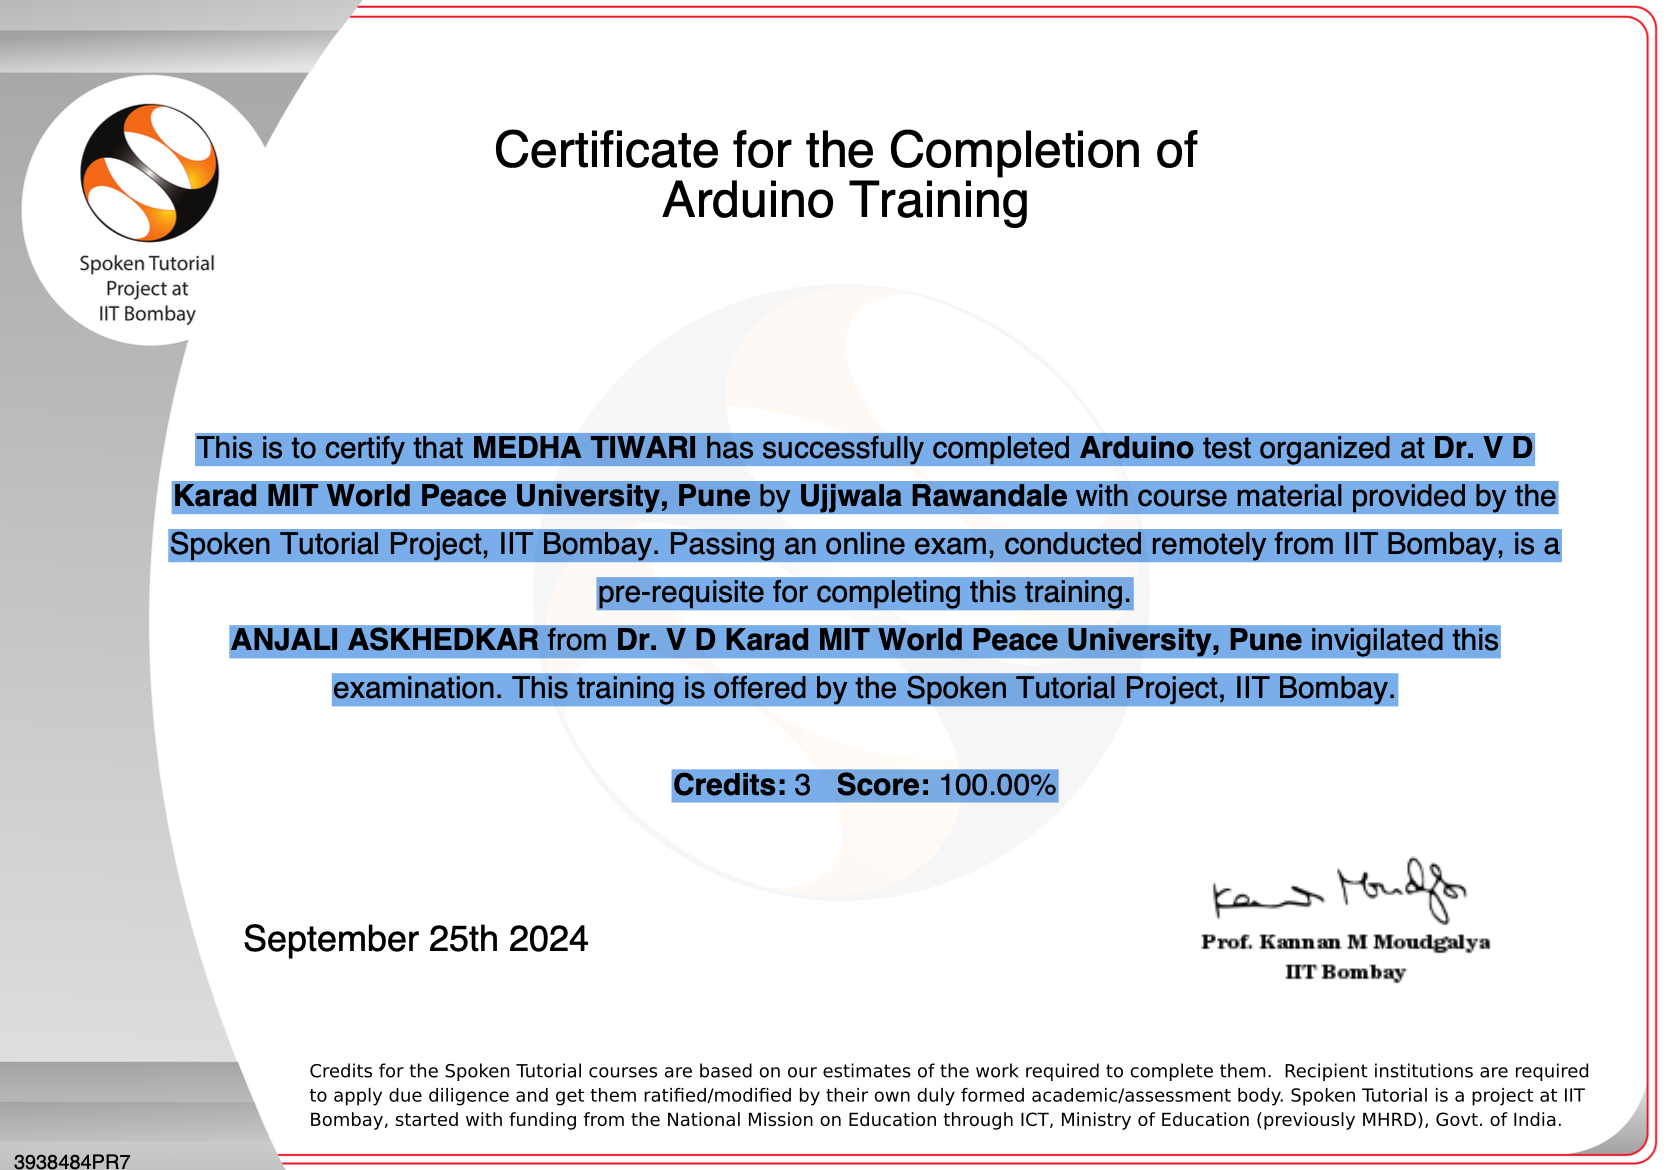 Certificate for the Completion of
Arduino Training
Spoken Tutorial
Project at
IIT Bombay
This is to certify that MEDHA TIWARI has successfully completed Arduino test organized at Dr. V D
Karad MIT World Peace University, Pune by Ujjwala Rawandale with course material provided by the
Spoken Tutorial Project, IIT Bombay. Passing an online exam, conducted remotely from IIT Bombay, is a
pre-requisite for completing this training.
ANJALI ASKHEDKAR from Dr. V D Karad MIT World Peace University, Pune invigilated this
examination. This training is offered by the Spoken Tutorial Project, IIT Bombay.
Credits: 3 Score: 100.00%
September 25th 2024
Kannan Moudgalya
Prof. Kannan M Moudgalya
IIT Bombay
Credits for the Spoken Tutorial courses are based on our estimates of the work required to complete them. Recipient institutions are required
to apply due diligence and get them ratified/modified by their own duly formed academic/assessment body. Spoken Tutorial is a project at IIT
Bombay, started with funding from the National Mission on Education through ICT, Ministry of Education (previously MHRD), Govt. of India.
3938484PR7